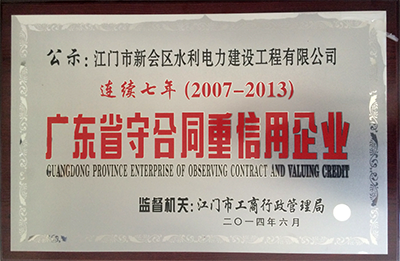 公示：江门市新会区水利电力建设工程有限公司
连续七年(2007-2013)
广东省守合同重信用企业
GUANGDONG PROVINCE ENTERPRISE OF OBSERVING CONTRACT AND VALUING CREDIT
监督机关：江门市工商行政管理局
二〇一四年六月